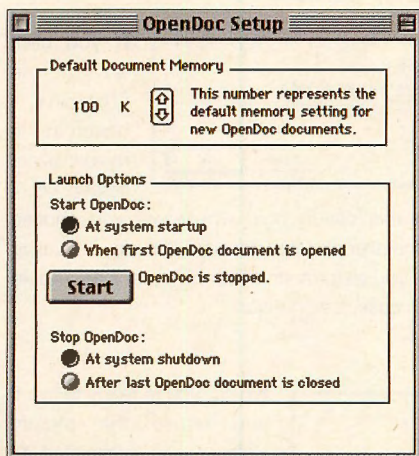 OpenDoc Setup
Default Document Memory
100 K
This number represents the
default memory setting for
new OpenDoc documents.
Launch Options
Start OpenDoc:
At system startup
When first OpenDoc document is opened
Start
OpenDoc is stopped.
Stop OpenDoc:
At system shutdown
After last OpenDoc document is closed